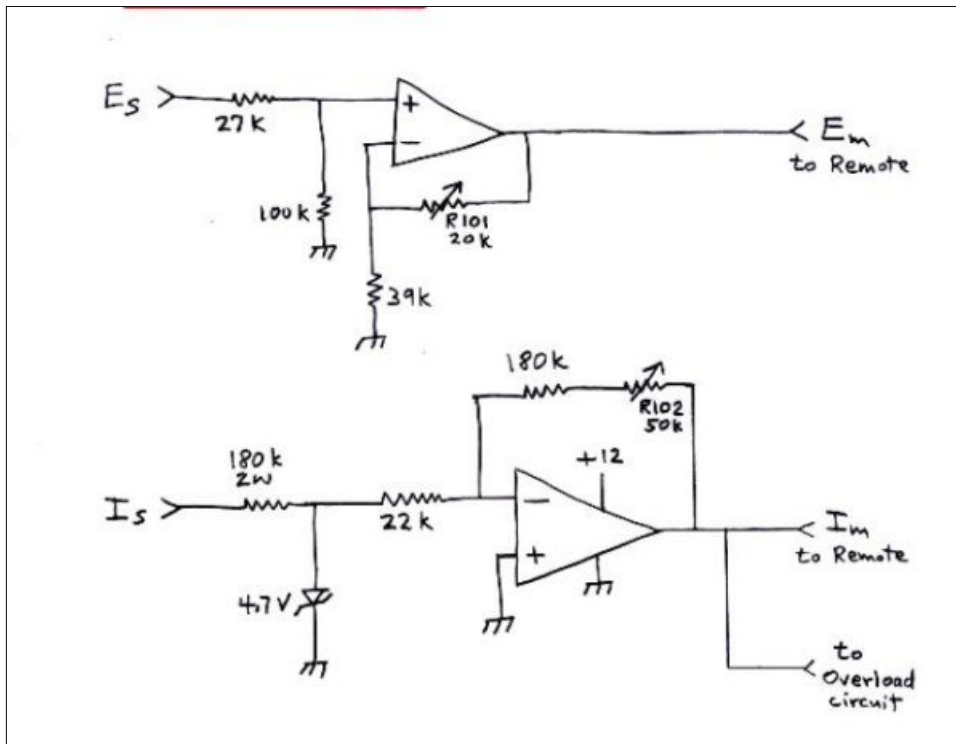 Es
27k
+
−
Em
to Remote
100k
R101
20k
39k
180k
R102
50k
+12
180k
2w
Is
22k
−
+
Im
to Remote
4.7V
to
Overload
circuit